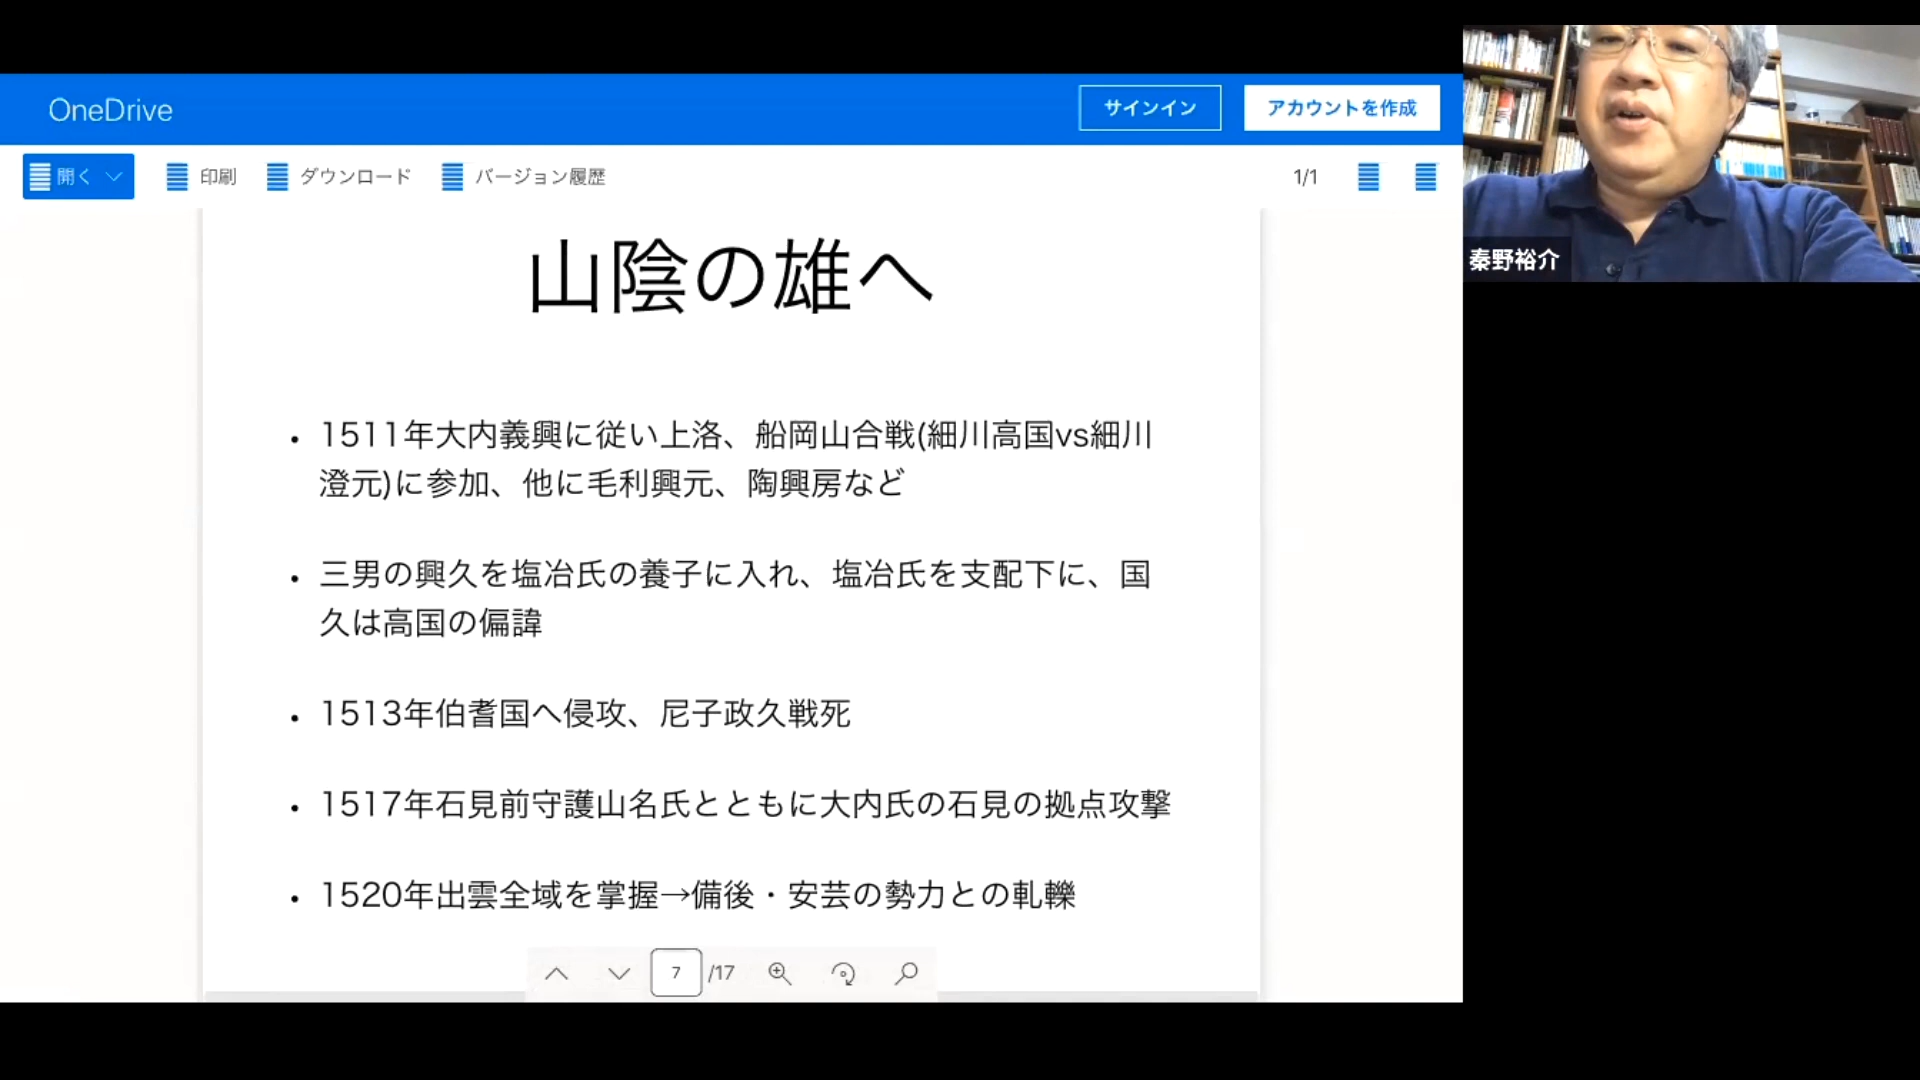 OneDrive
サインイン
アカウントを作成
開く
印刷
ダウンロード
バージョン履歴
1/1
山陰の雄へ
• 1511年大内義興に従い上洛、船岡山合戦(細川高国vs細川
澄元)に参加、他に毛利興元、陶興房など
• 三男の興久を塩冶氏の養子に入れ、塩冶氏を支配下に、国
久は高国の偏諱
• 1513年伯耆国へ侵攻、尼子政久戦死
• 1517年石見前守護山名氏とともに大内氏の石見の拠点攻撃
• 1520年出雲全域を掌握→備後・安芸の勢力との軋轢
7 /17
秦野裕介